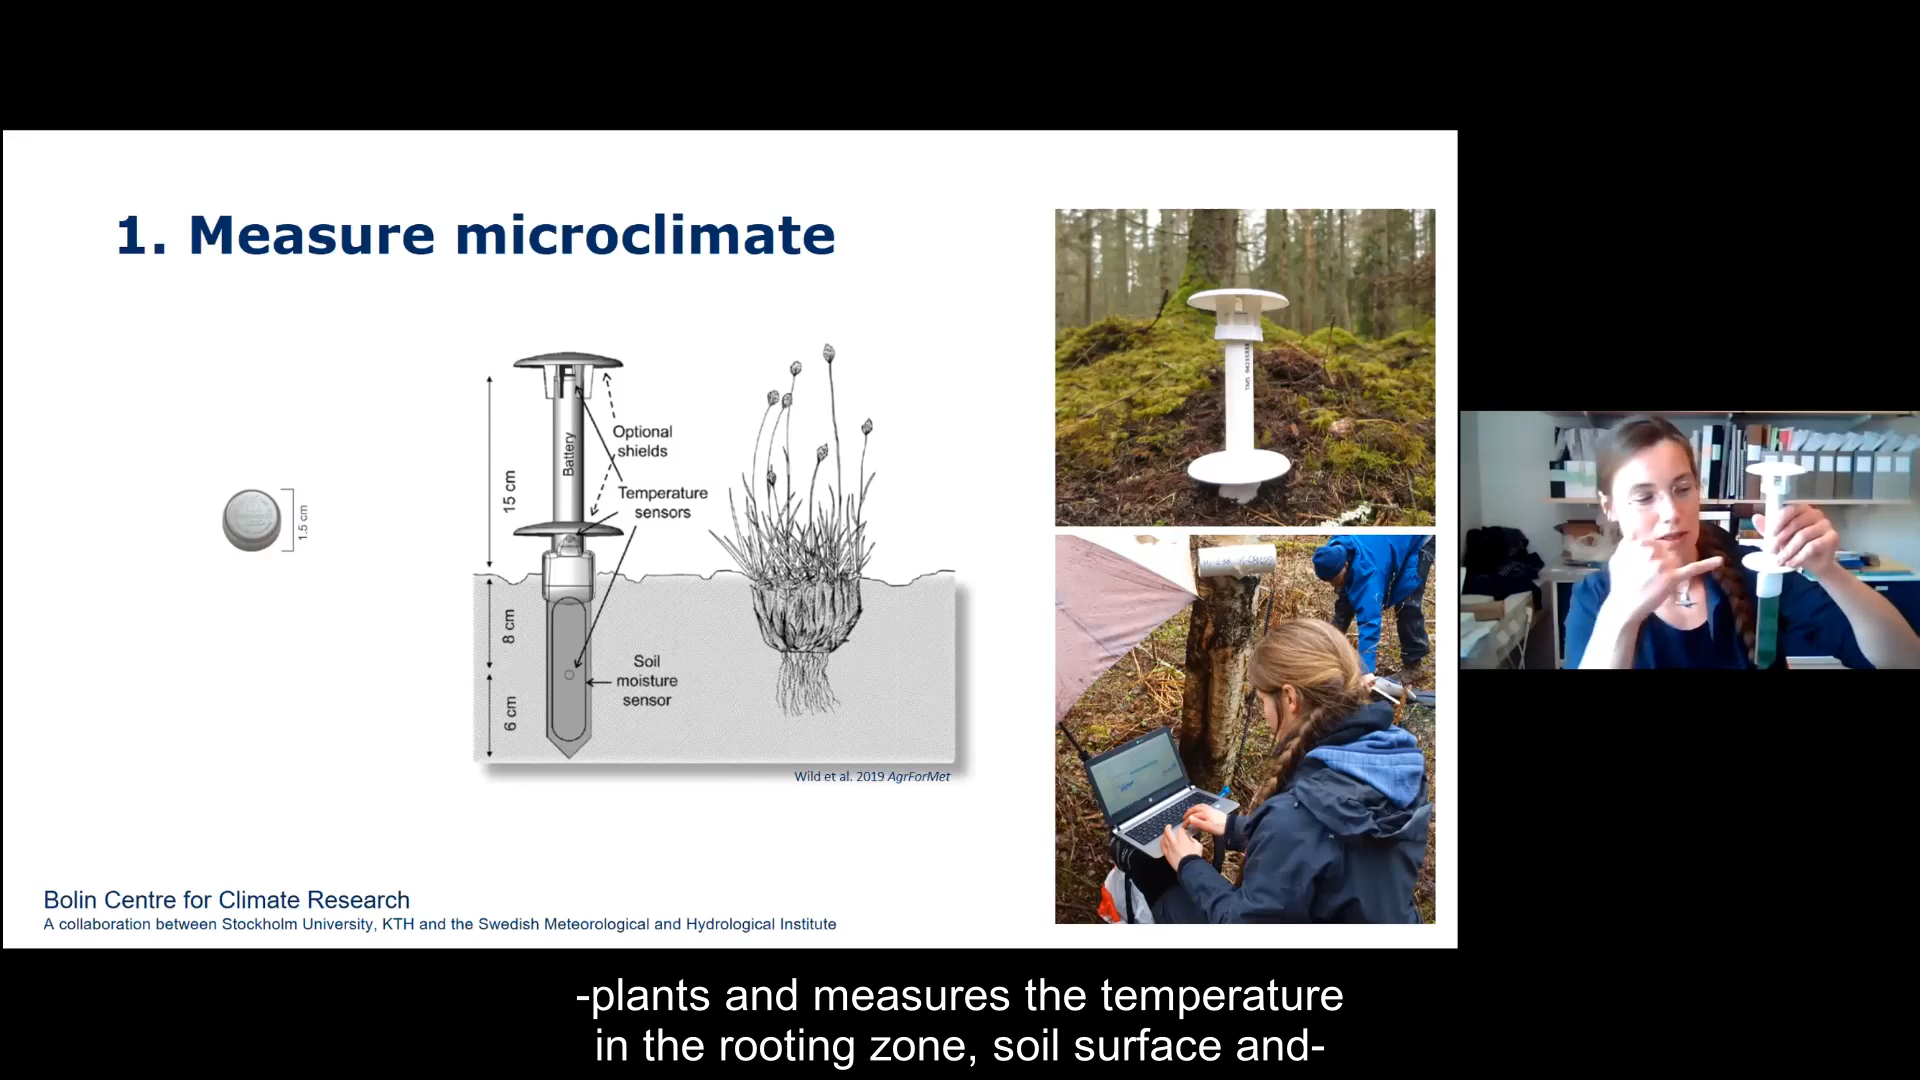 1. Measure microclimate
1.5 cm
15 cm
8 cm
6 cm
Battery
Optional
shields
Temperature
sensors
Soil
moisture
sensor
Wild et al. 2019 AgrForMet
Bolin Centre for Climate Research
A collaboration between Stockholm University, KTH and the Swedish Meteorological and Hydrological Institute
-plants and measures the temperature
in the rooting zone, soil surface and-